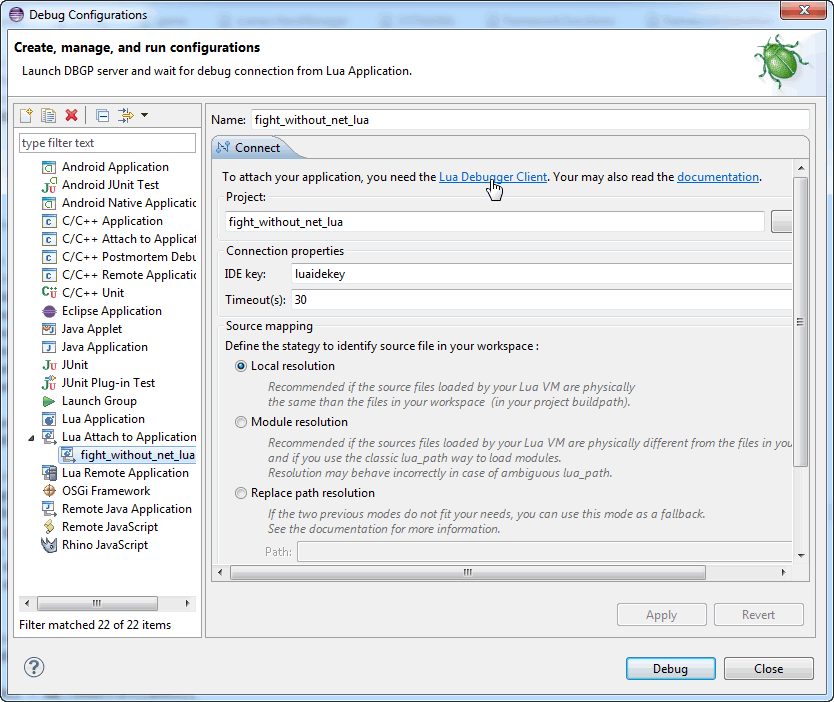 Debug Configurations
Create, manage, and run configurations
Launch DBGP server and wait for debug connection from Lua Application.
type filter text
Android Application
Android JUnit Test
Android Native Applicatic
C/C++ Application
C/C++ Attach to Applicat
C/C++ Postmortem Debu
C/C++ Remote Applicatic
C/C++ Unit
Eclipse Application
Java Applet
Java Application
JUnit
JUnit Plug-in Test
Launch Group
Lua Application
Lua Attach to Application
fight_without_net_lua
Lua Remote Application
OSGi Framework
Remote Java Application
Remote JavaScript
Rhino JavaScript
Filter matched 22 of 22 items
Name: fight_without_net_lua
Connect
To attach your application, you need the Lua Debugger Client. Your may also read the documentation.
Project:
fight_without_net_lua
Connection properties
IDE key: luaidekey
Timeout(s): 30
Source mapping
Define the stategy to identify source file in your workspace :
Local resolution
Recommended if the source files loaded by your Lua VM are physically
the same than the files in your workspace (in your project buildpath).
Module resolution
Recommended if the sources files loaded by your Lua VM are physically different from the files in you
and if you use the classic lua_path way to load modules.
Resolution may behave incorrectly in case of ambiguous lua_path.
Replace path resolution
If the two previous modes do not fit your needs, you can use this mode as a fallback.
See the documentation for more information.
Path:
Apply Revert
Debug Close